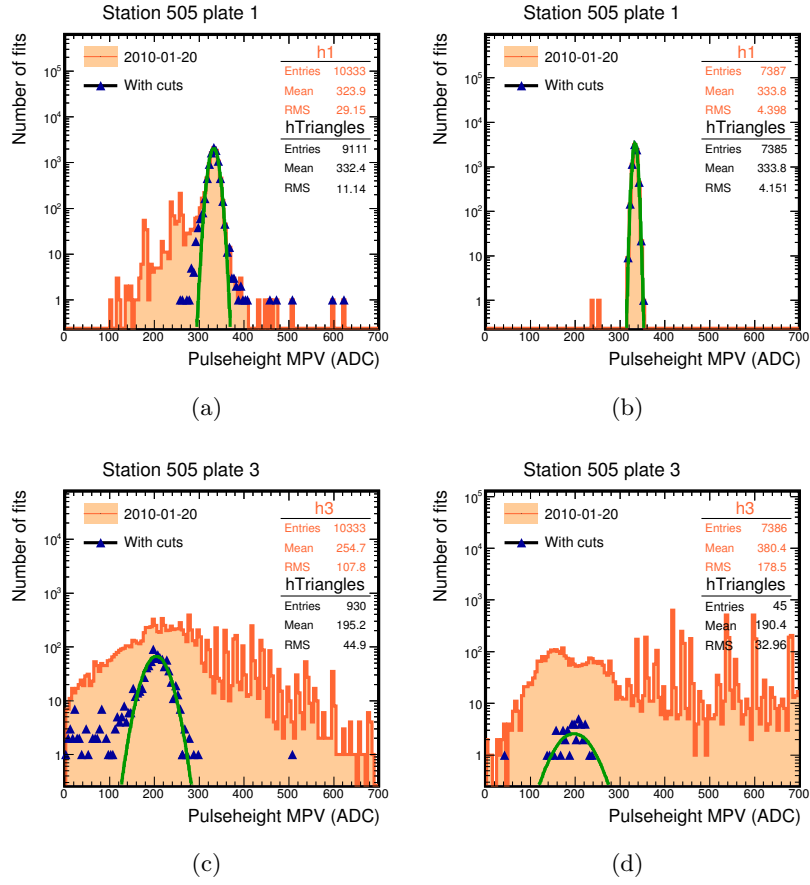 Station 505 plate 1
Number of fits
2010-01-20
With cuts
h1
Entries 10333
Mean 323.9
RMS 29.15
hTriangles
Entries 9111
Mean 332.4
RMS 11.14
10^5
10^4
10^3
10^2
10
1
0 100 200 300 400 500 600 700
Pulseheight MPV (ADC)
(a)
Station 505 plate 1
Number of fits
2010-01-20
With cuts
h1
Entries 7387
Mean 333.8
RMS 4.398
hTriangles
Entries 7385
Mean 333.8
RMS 4.151
10^5
10^4
10^3
10^2
10
1
0 100 200 300 400 500 600 700
Pulseheight MPV (ADC)
(b)
Station 505 plate 3
Number of fits
2010-01-20
With cuts
h3
Entries 10333
Mean 254.7
RMS 107.8
hTriangles
Entries 930
Mean 195.2
RMS 44.9
10^4
10^3
10^2
10
1
0 100 200 300 400 500 600 700
Pulseheight MPV (ADC)
(c)
Station 505 plate 3
Number of fits
2010-01-20
With cuts
h3
Entries 7386
Mean 380.4
RMS 178.5
hTriangles
Entries 45
Mean 190.4
RMS 32.96
10^5
10^4
10^3
10^2
10
1
0 100 200 300 400 500 600 700
Pulseheight MPV (ADC)
(d)